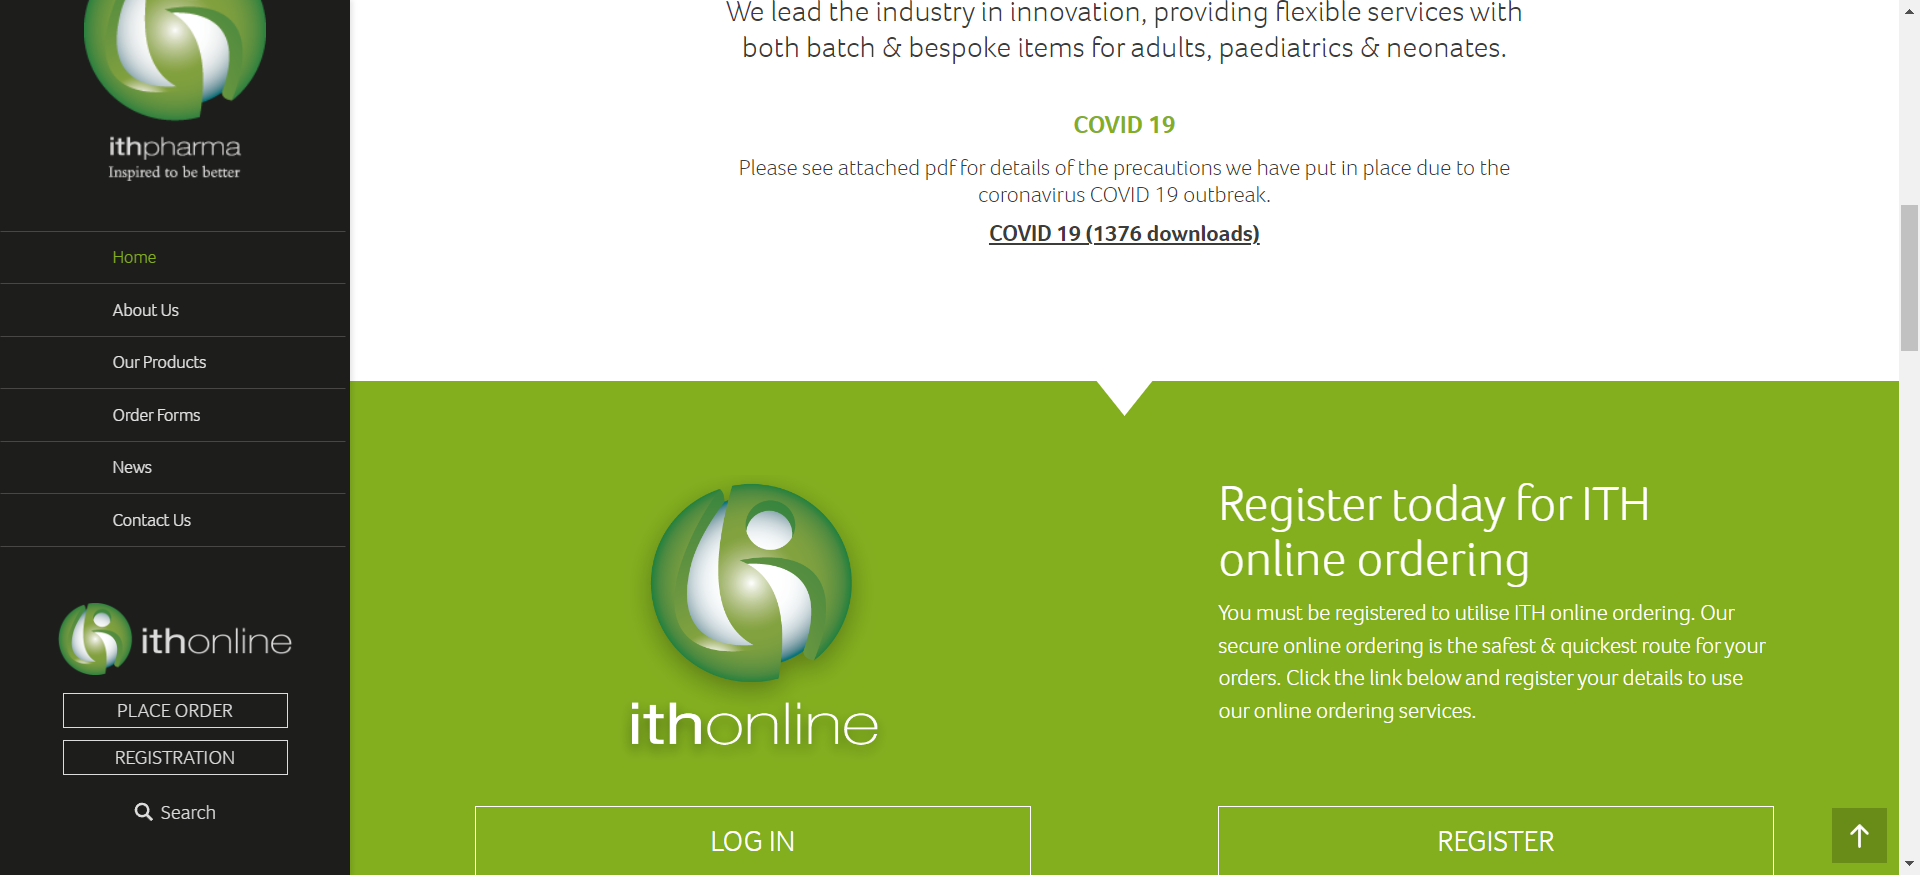 ithpharma
Inspired to be better
Home
About Us
Our Products
Order Forms
News
Contact Us
ithonline
PLACE ORDER
REGISTRATION
Search
We lead the industry in innovation, providing flexible services with
both batch & bespoke items for adults, paediatrics & neonates.
COVID 19
Please see attached pdf for details of the precautions we have put in place due to the
coronavirus COVID 19 outbreak.
COVID 19 (1376 downloads)
ithonline
LOG IN
Register today for ITH
online ordering
You must be registered to utilise ITH online ordering. Our
secure online ordering is the safest & quickest route for your
orders. Click the link below and register your details to use
our online ordering services.
REGISTER